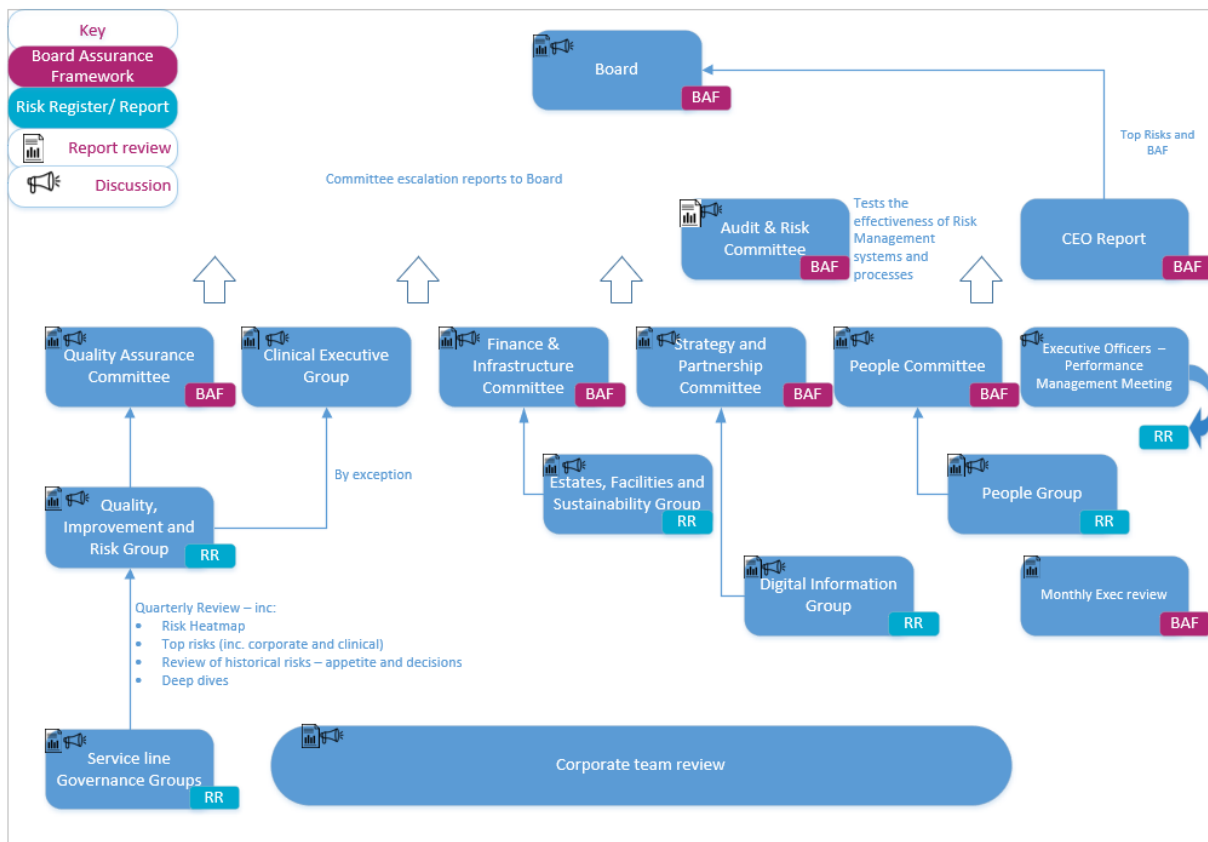 Key
Board Assurance
Framework
Risk Register/ Report
Report review
Discussion
Board
BAF
Top Risks and
BAF
Committee escalation reports to Board
Audit & Risk
Committee
BAF
Tests the
effectiveness of Risk
Management
systems and
processes
CEO Report
BAF
Quality Assurance
Committee
BAF
Clinical Executive
Group
Finance &
Infrastructure
Committee
BAF
Strategy and
Partnership
Committee
BAF
People Committee
BAF
Executive Officers –
Performance
Management Meeting
RR
By exception
Quality,
Improvement and
Risk Group
RR
Estates, Facilities and
Sustainability Group
RR
People Group
RR
Digital Information
Group
RR
Monthly Exec review
BAF
Quarterly Review – inc:
• Risk Heatmap
• Top risks (inc. corporate and clinical)
• Review of historical risks – appetite and decisions
• Deep dives
Service line
Governance Groups
RR
Corporate team review